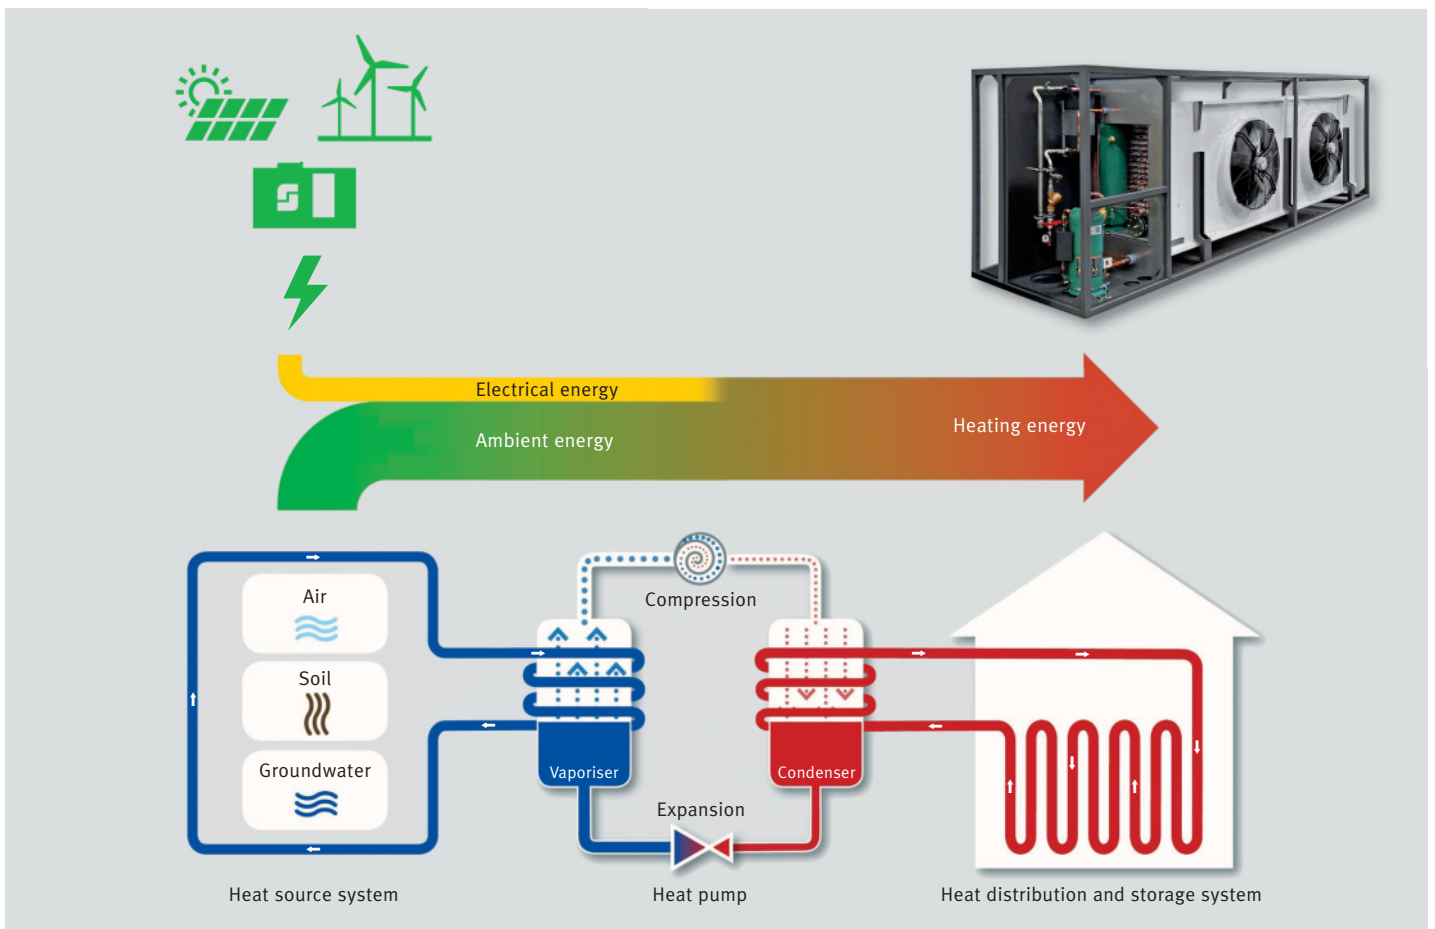 Electrical energy
Ambient energy
Heating energy
Air
Soil
Groundwater
Compression
Vaporiser
Condenser
Expansion
Heat source system
Heat pump
Heat distribution and storage system